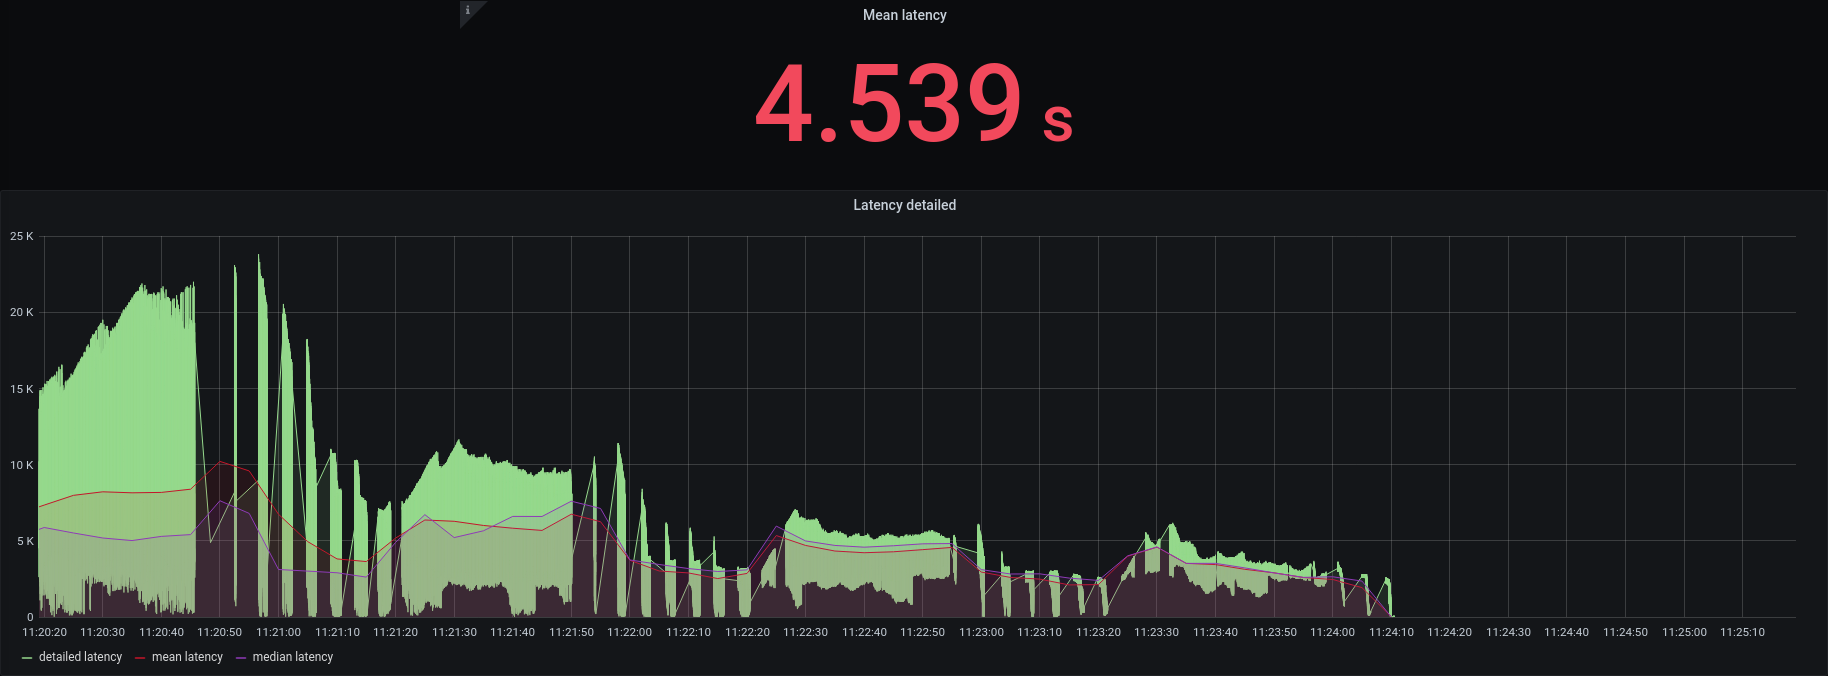 i
Mean latency
4.539 s
Latency detailed
25 K
20 K
15 K
10 K
5 K
0
11:20:20 11:20:30 11:20:40 11:20:50 11:21:00 11:21:10 11:21:20 11:21:30 11:21:40 11:21:50 11:22:00 11:22:10 11:22:20 11:22:30 11:22:40 11:22:50 11:23:00 11:23:10 11:23:20 11:23:30 11:23:40 11:23:50 11:24:00 11:24:10 11:24:20 11:24:30 11:24:40 11:24:50 11:25:00 11:25:10
detailed latency mean latency median latency